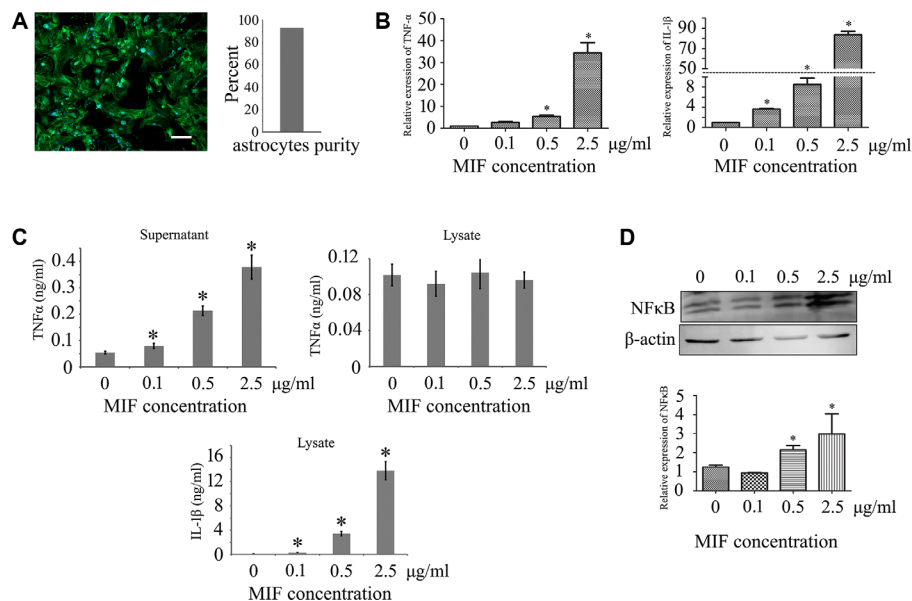 A
100
80
60
40
20
0
Percent
astrocytes purity
B
Relative exression of TNF-α
50
40
30
20
10
0
*
*
0 0.1 0.5 2.5 µg/ml
MIF concentration
Relative expression of IL-1β
90
70
50
8
4
0
*
*
*
0 0.1 0.5 2.5 µg/ml
MIF concentration
C
Supernatant
TNFα (ng/ml)
0.4
0.3
0.2
0.1
0
*
*
*
0 0.1 0.5 2.5 µg/ml
MIF concentration
Lysate
TNFα (ng/ml)
0.12
0.08
0.04
0
0 0.1 0.5 2.5 µg/ml
MIF concentration
Lysate
IL-1β (ng/ml)
16
12
8
4
0
*
*
*
0 0.1 0.5 2.5 µg/ml
MIF concentration
D
0 0.1 0.5 2.5 µg/ml
NFκB
β-actin
Relative expression of NFκB
5
4
3
2
1
0
*
*
0 0.1 0.5 2.5 µg/ml
MIF concentration